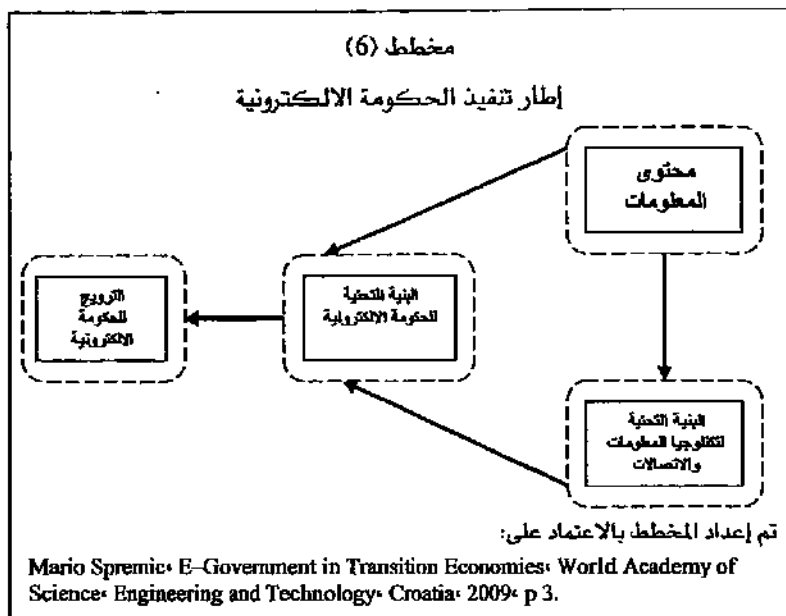 مخطط (6)
إطار تنفيذ الحكومة الالكترونية
محتوى
المعلومات
البنية التحتية
للحكومة الالكترونية
الترويج
للحكومة
الالكترونية
البنية التحتية
لتكنلوجيا المعلومات
والاتصالات
تم إعداد المخطط بالاعتماد على:
Mario Spremic، E–Government in Transition Economies، World Academy of
Science، Engineering and Technology، Croatia، 2009، p 3.